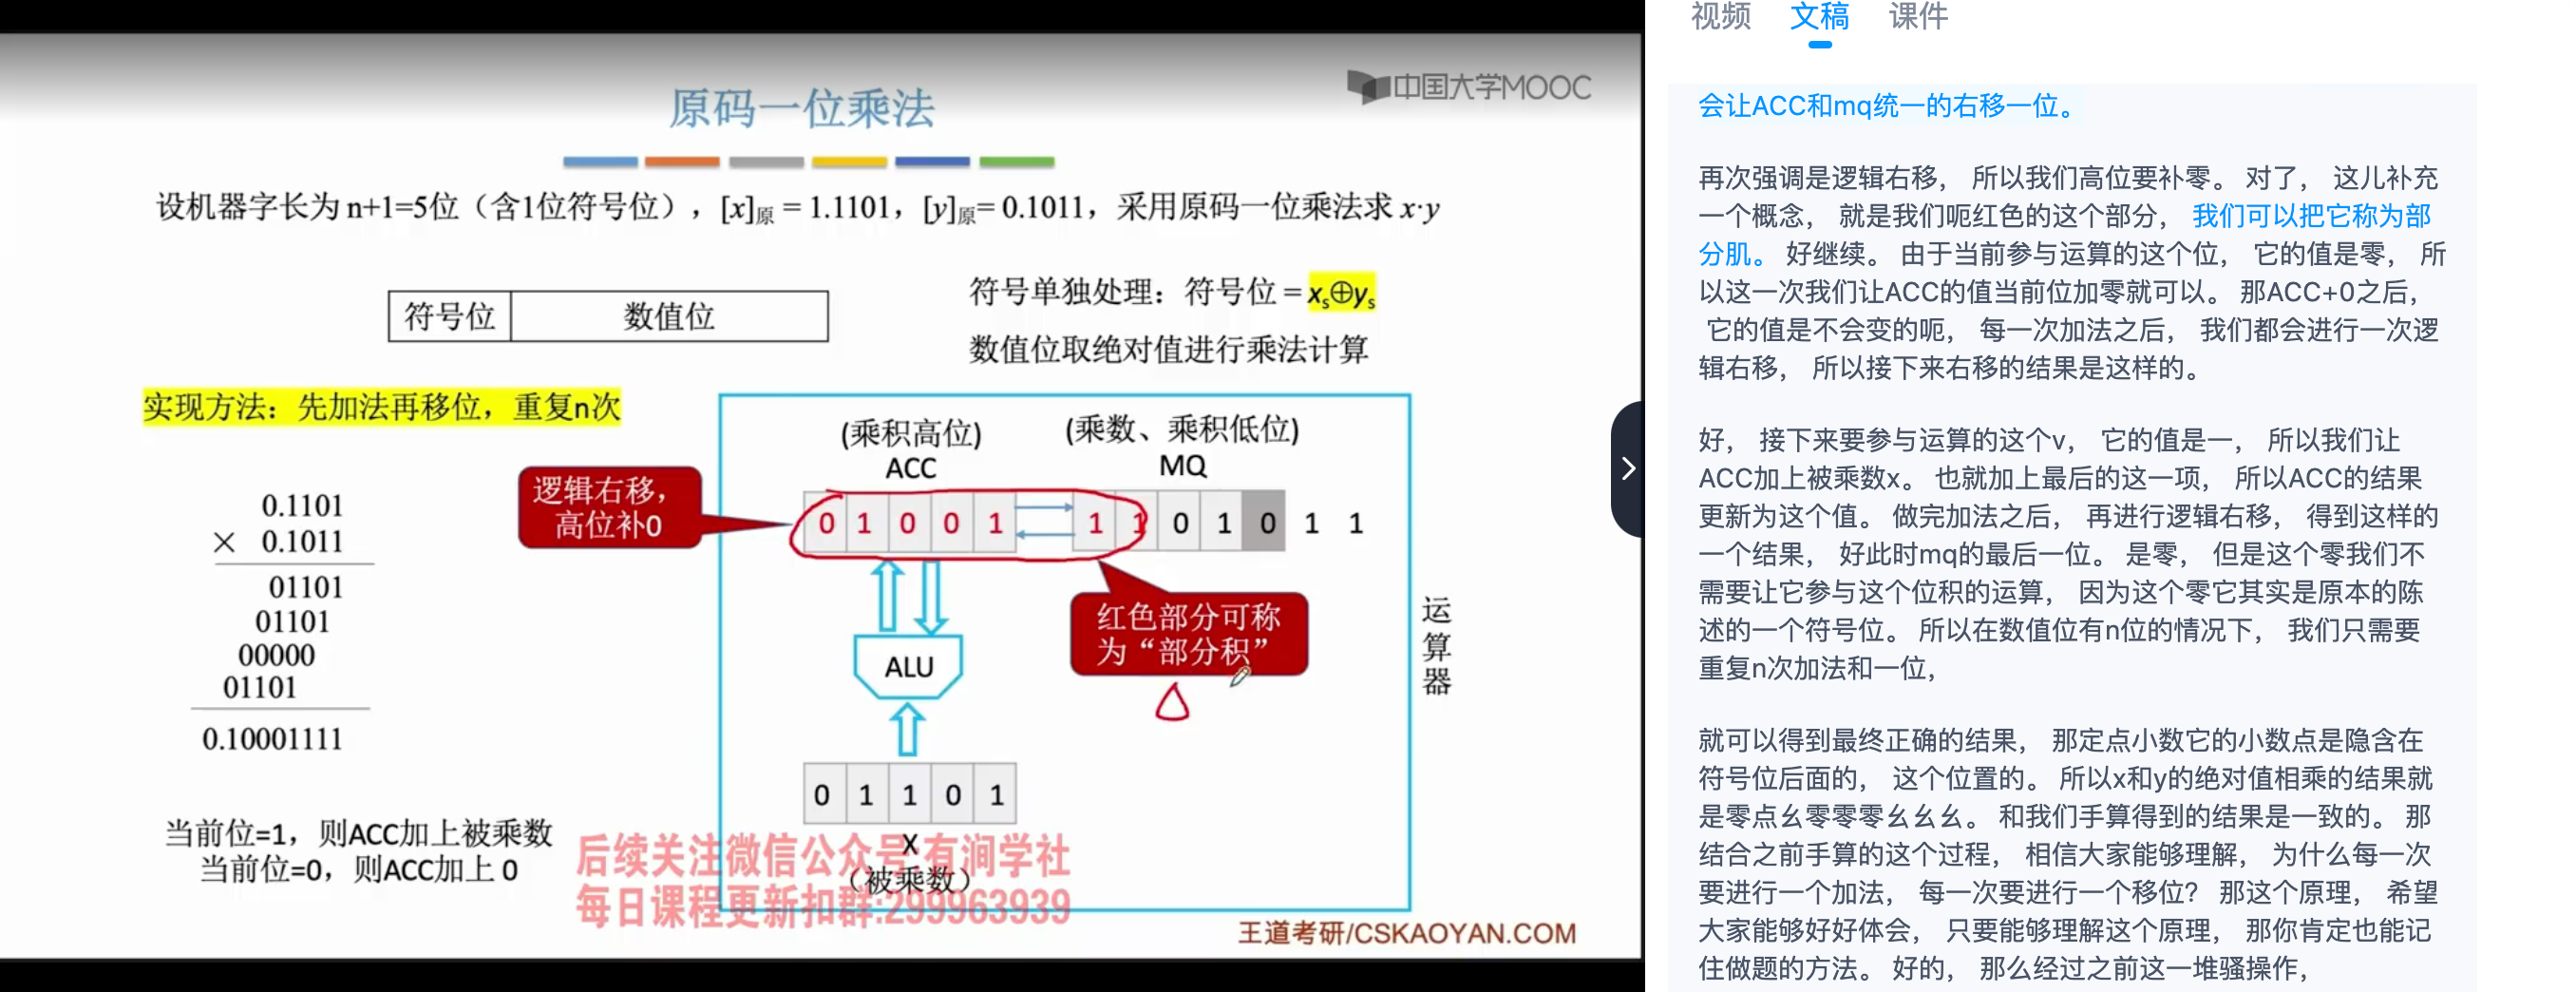 中国大学MOOC
原码一位乘法
设机器字长为 n+1=5位（含1位符号位），[x]原 = 1.1101，[y]原= 0.1011，采用原码一位乘法求 x·y
符号位 数值位
符号单独处理：符号位 = xs⊕ys
数值位取绝对值进行乘法计算
实现方法：先加法再移位，重复n次
(乘积高位)
ACC
(乘数、乘积低位)
MQ
逻辑右移，
高位补0
0 1 0 0 1 1 1 0 1 0 1 1
0.1101
× 0.1011
01101
01101
00000
01101
0.10001111
红色部分可称
为“部分积”
ALU
运算器
0 1 1 0 1
X
（被乘数）
当前位=1，则ACC加上被乘数
当前位=0，则ACC加上 0
后续关注微信公众号:有涧学社
每日课程更新扣群:299963939
王道考研/CSKAOYAN.COM
视频 文稿 课件
会让ACC和mq统一的右移一位。
再次强调是逻辑右移， 所以我们高位要补零。 对了， 这儿补充
一个概念， 就是我们呃红色的这个部分， 我们可以把它称为部
分肌。 好继续。 由于当前参与运算的这个位， 它的值是零， 所
以这一次我们让ACC的值当前位加零就可以。 那ACC+0之后，
它的值是不会变的呃， 每一次加法之后， 我们都会进行一次逻
辑右移， 所以接下来右移的结果是这样的。
好， 接下来要参与运算的这个v， 它的值是一， 所以我们让
ACC加上被乘数x。 也就加上最后的这一项， 所以ACC的结果
更新为这个值。 做完加法之后， 再进行逻辑右移， 得到这样的
一个结果， 好此时mq的最后一位。 是零， 但是这个零我们不
需要让它参与这个位积的运算， 因为这个零它其实是原本的陈
述的一个符号位。 所以在数值位有n位的情况下， 我们只需要
重复n次加法和一位，
就可以得到最终正确的结果， 那定点小数它的小数点是隐含在
符号位后面的， 这个位置的。 所以x和y的绝对值相乘的结果就
是零点幺零零零幺幺幺。 和我们手算得到的结果是一致的。 那
结合之前手算的这个过程， 相信大家能够理解， 为什么每一次
要进行一个加法， 每一次要进行一个移位? 那这个原理， 希望
大家能够好好体会， 只要能够理解这个原理， 那你肯定也能记
住做题的方法。 好的， 那么经过之前这一堆骚操作，